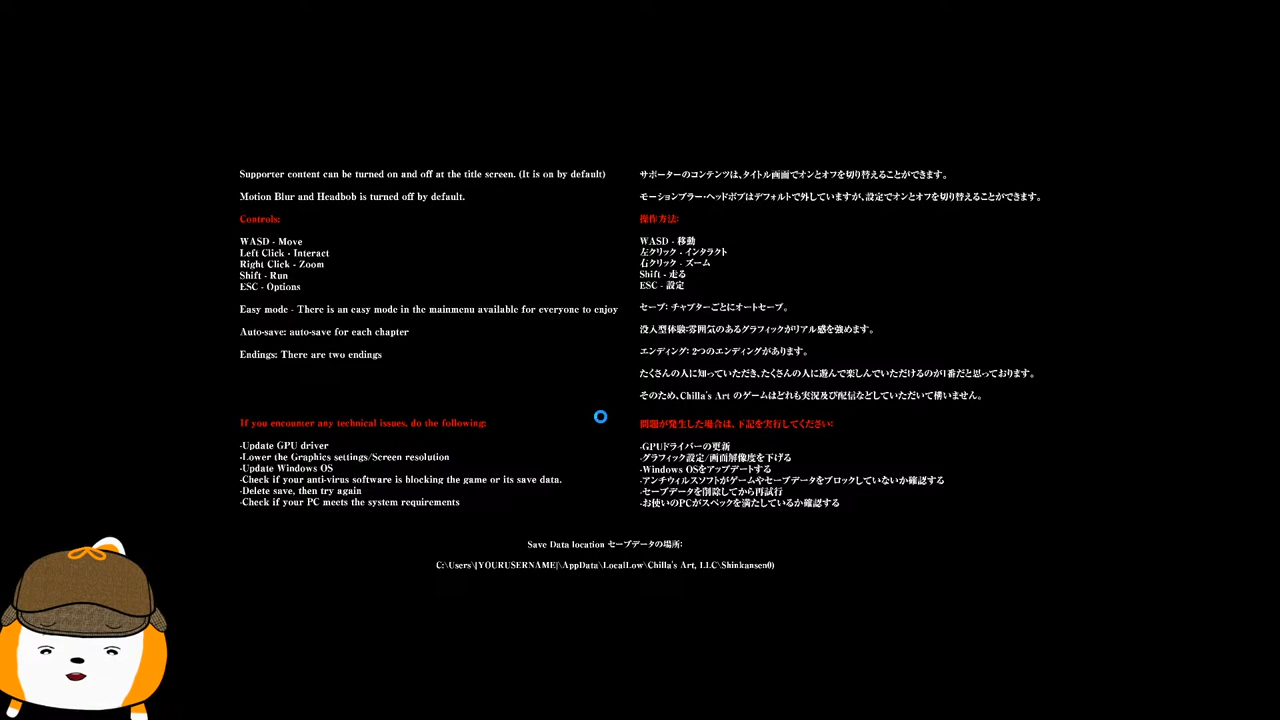 Supporter content can be turned on and off at the title screen. (It is on by default)
Motion Blur and Headbob is turned off by default.
Controls:
WASD - Move
Left Click - Interact
Right Click - Zoom
Shift - Run
ESC - Options
Easy mode - There is an easy mode in the mainmenu available for everyone to enjoy
Auto-save: auto-save for each chapter
Endings: There are two endings
If you encounter any technical issues, do the following:
-Update GPU driver
-Lower the Graphics settings/Screen resolution
-Update Windows OS
-Check if your anti-virus software is blocking the game or its save data.
-Delete save, then try again
-Check if your PC meets the system requirements
サポーターのコンテンツは、タイトル画面でオンとオフを切り替えることができます。
モーションブラー・ヘッドボブはデフォルトで外していますが、設定でオンとオフを切り替えることができます。
操作方法:
WASD - 移動
左クリック - インタラクト
右クリック - ズーム
Shift - 走る
ESC - 設定
セーブ: チャプターごとにオートセーブ。
没入型体験:雰囲気のあるグラフィックがリアル感を強めます。
エンディング: 2つのエンディングがあります。
たくさんの人に知っていただき、たくさんの人に遊んで楽しんでいただけるのが1番だと思っております。
そのため、Chilla's Art のゲームはどれも実況及び配信などしていただいて構いません。
問題が発生した場合は、下記を実行してください:
-GPUドライバーの更新
-グラフィック設定/画面解像度を下げる
-Windows OSをアップデートする
-アンチウィルスソフトがゲームやセーブデータをブロックしていないか確認する
-セーブデータを削除してから再試行
-お使いのPCがスペックを満たしているか確認する
Save Data location セーブデータの場所:
C:\Users\[YOURUSERNAME]\AppData\LocalLow\Chilla's Art, LLC\Shinkansen0)